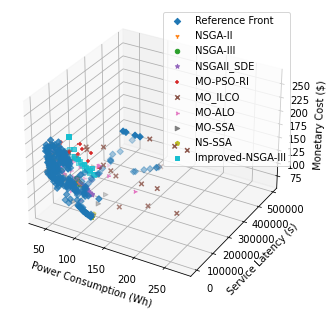 Reference Front
NSGA-II
NSGA-III
NSGAII_SDE
MO-PSO-RI
MO_ILCO
MO-ALO
MO-SSA
NS-SSA
Improved-NSGA-III
250
225
200
175
150
125
100
75
Monetary Cost ($)
500000
400000
300000
200000
100000
0
Service Latency (s)
50
100
150
200
250
Power Consumption (Wh)